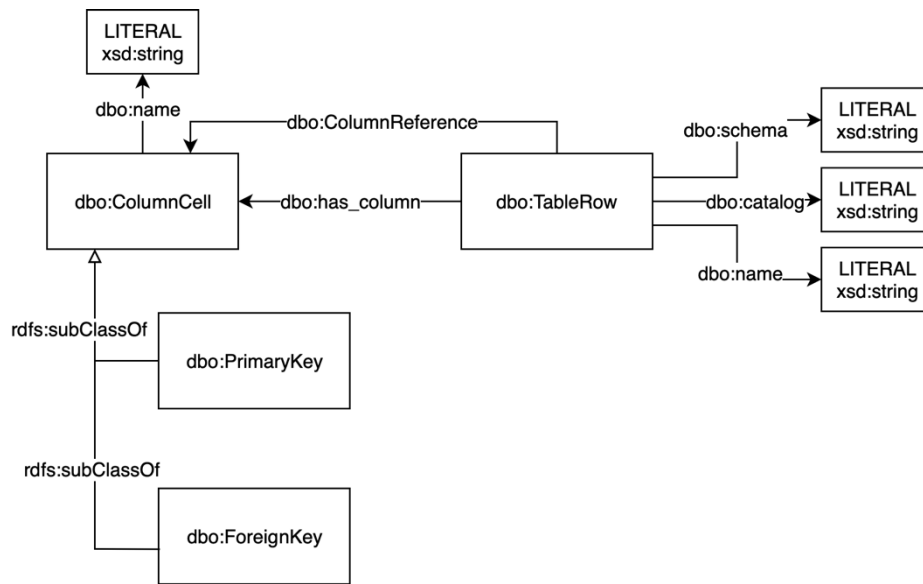 LITERAL
xsd:string
dbo:name
dbo:ColumnReference
dbo:schema
LITERAL
xsd:string
dbo:ColumnCell
dbo:has_column
dbo:TableRow
dbo:catalog
LITERAL
xsd:string
dbo:name
LITERAL
xsd:string
rdfs:subClassOf
dbo:PrimaryKey
rdfs:subClassOf
dbo:ForeignKey